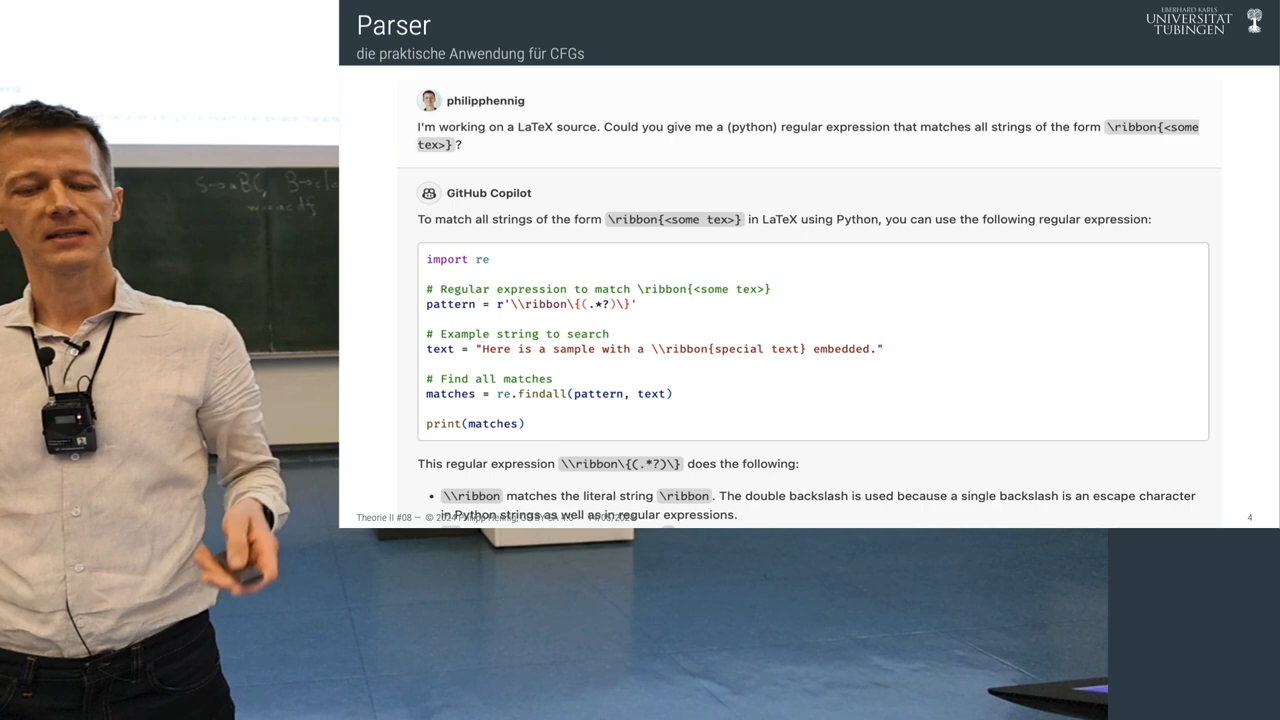 Parser
die praktische Anwendung für CFGs
EBERHARD KARLS
UNIVERSITÄT
TÜBINGEN
philipphennig
I'm working on a LaTeX source. Could you give me a (python) regular expression that matches all strings of the form \ribbon{<some
tex>}?
GitHub Copilot
To match all strings of the form \ribbon{<some tex>} in LaTeX using Python, you can use the following regular expression:
import re
# Regular expression to match \ribbon{<some tex>}
pattern = r'\\ribbon\{(.*?)\}'
# Example string to search
text = "Here is a sample with a \\ribbon{special text} embedded."
# Find all matches
matches = re.findall(pattern, text)
print(matches)
This regular expression \\ribbon\{(.*?)\} does the following:
• \\ribbon matches the literal string \ribbon. The double backslash is used because a single backslash is an escape character
in Python strings as well as in regular expressions.
Theorie II #08 — © 2024 Philipp Hennig,
4
S→aBC, B→